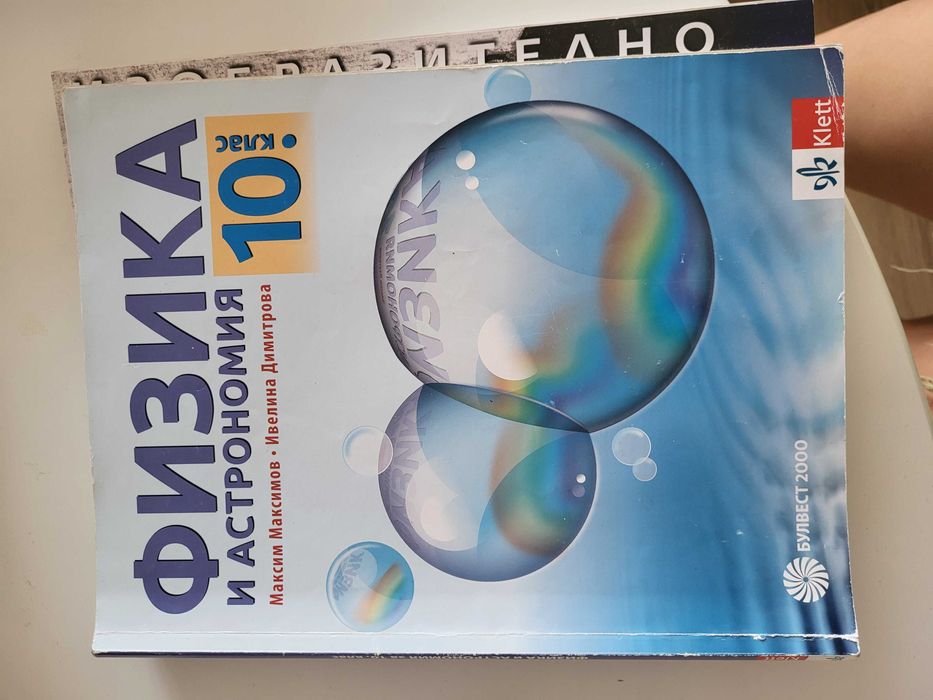 ИЗОБРАЗИТЕЛНО
ФИЗИКА
И АСТРОНОМИЯ
10. клас
Максим Максимов • Ивелина Димитрова
Klett
БУЛВЕСТ 2000